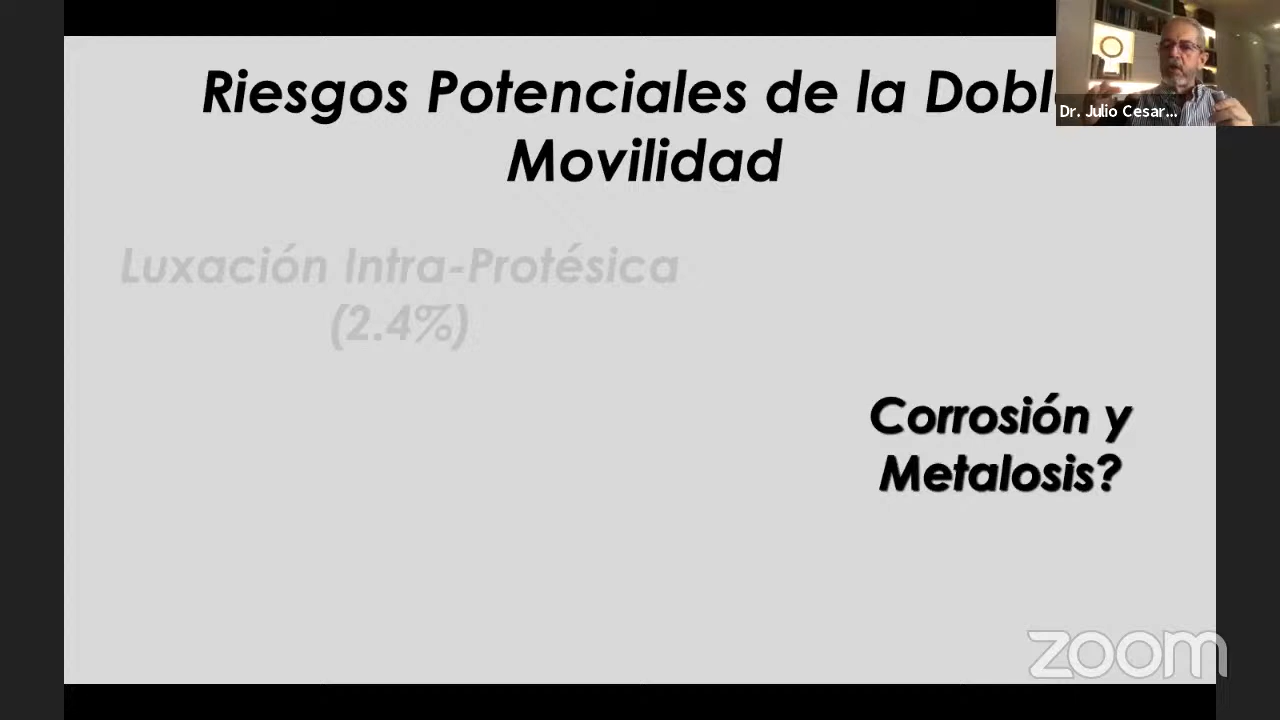 Riesgos Potenciales de la Dobl
Movilidad
Dr. Julio Cesar...
Luxación Intra-Protésica
(2.4%)
Corrosión y
Metalosis?
zoom